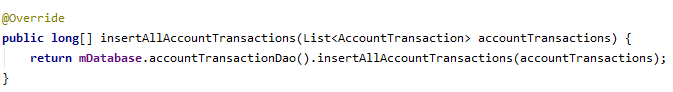 @Override
public long[] insertAllAccountTransactions(List<AccountTransaction> accountTransactions) {
    return mDatabase.accountTransactionDao().insertAllAccountTransactions(accountTransactions);
}